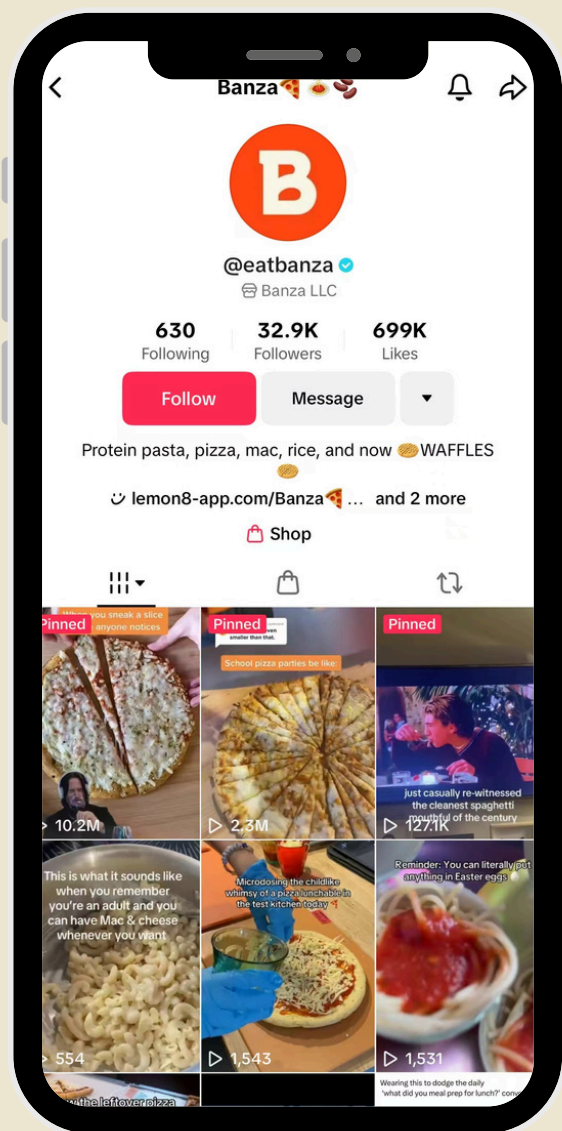 Banza🍕🍝🫘
B
@eatbanza
Banza LLC
630
Following
32.9K
Followers
699K
Likes
Follow
Message
Protein pasta, pizza, mac, rice, and now 🧇WAFFLES
🧇
lemon8-app.com/Banza🍕... and 2 more
Shop
Pinned
you sneak a slice
anyone notices
10.2M
Pinned
smaller than that.
School pizza parties be like:
2.3M
Pinned
just casually re-witnessed
the cleanest spaghetti
mouthful of the century
127.1K
This is what it sounds like
when you remember
you're an adult and you
can have Mac & cheese
whenever you want
554
Microdosing the childlike
whimsy of a pizza lunchable in
the test kitchen today
1,543
Reminder: You can literally put
anything in Easter eggs
1,531
the leftover pizza
Wearing this to dodge the daily
'what did you meal prep for lunch?'